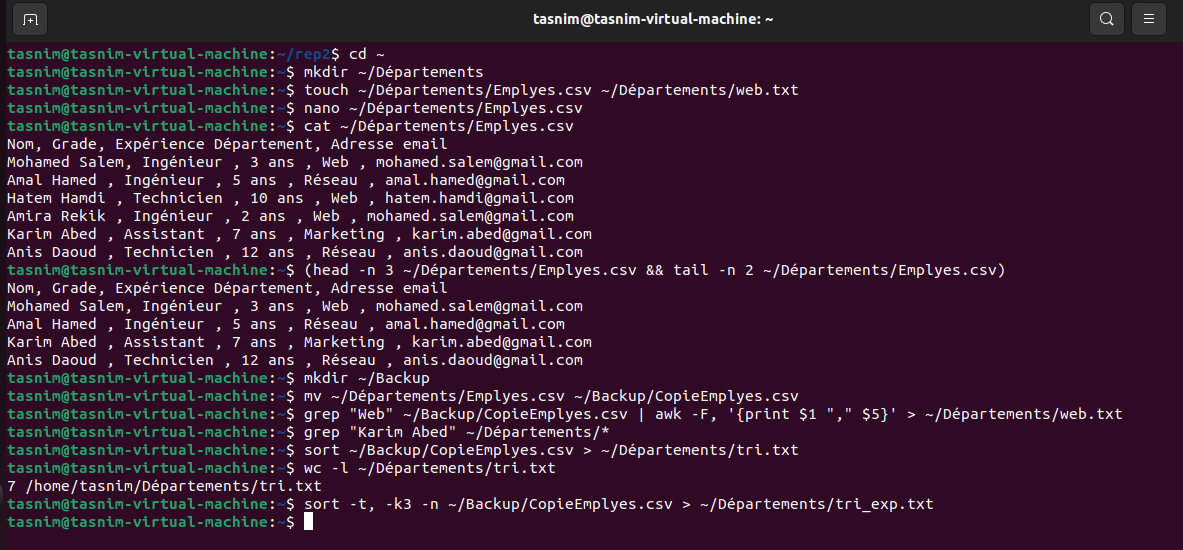 tasnim@tasnim-virtual-machine: ~
tasnim@tasnim-virtual-machine:~/rep2$ cd ~
tasnim@tasnim-virtual-machine:~$ mkdir ~/Départements
tasnim@tasnim-virtual-machine:~$ touch ~/Départements/Emplyes.csv ~/Départements/web.txt
tasnim@tasnim-virtual-machine:~$ nano ~/Départements/Emplyes.csv
tasnim@tasnim-virtual-machine:~$ cat ~/Départements/Emplyes.csv
Nom, Grade, Expérience Département, Adresse email
Mohamed Salem, Ingénieur , 3 ans , Web , mohamed.salem@gmail.com
Amal Hamed , Ingénieur , 5 ans , Réseau , amal.hamed@gmail.com
Hatem Hamdi , Technicien , 10 ans , Web , hatem.hamdi@gmail.com
Amira Rekik , Ingénieur , 2 ans , Web , mohamed.salem@gmail.com
Karim Abed , Assistant , 7 ans , Marketing , karim.abed@gmail.com
Anis Daoud , Technicien , 12 ans , Réseau , anis.daoud@gmail.com
tasnim@tasnim-virtual-machine:~$ (head -n 3 ~/Départements/Emplyes.csv && tail -n 2 ~/Départements/Emplyes.csv)
Nom, Grade, Expérience Département, Adresse email
Mohamed Salem, Ingénieur , 3 ans , Web , mohamed.salem@gmail.com
Amal Hamed , Ingénieur , 5 ans , Réseau , amal.hamed@gmail.com
Karim Abed , Assistant , 7 ans , Marketing , karim.abed@gmail.com
Anis Daoud , Technicien , 12 ans , Réseau , anis.daoud@gmail.com
tasnim@tasnim-virtual-machine:~$ mkdir ~/Backup
tasnim@tasnim-virtual-machine:~$ mv ~/Départements/Emplyes.csv ~/Backup/CopieEmplyes.csv
tasnim@tasnim-virtual-machine:~$ grep "Web" ~/Backup/CopieEmplyes.csv | awk -F, '{print $1 "," $5}' > ~/Départements/web.txt
tasnim@tasnim-virtual-machine:~$ grep "Karim Abed" ~/Départements/*
tasnim@tasnim-virtual-machine:~$ sort ~/Backup/CopieEmplyes.csv > ~/Départements/tri.txt
tasnim@tasnim-virtual-machine:~$ wc -l ~/Départements/tri.txt
7 /home/tasnim/Départements/tri.txt
tasnim@tasnim-virtual-machine:~$ sort -t, -k3 -n ~/Backup/CopieEmplyes.csv > ~/Départements/tri_exp.txt
tasnim@tasnim-virtual-machine:~$